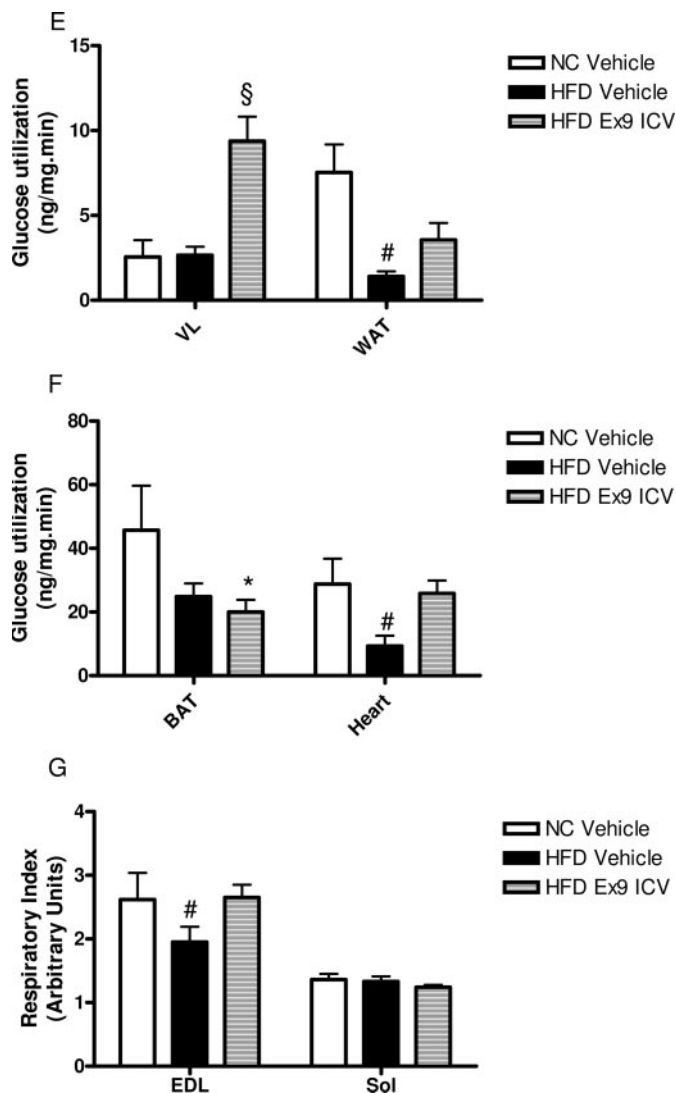 E
Glucose utilization
(ng/mg.min)
15
10
5
0
§
#
VL
WAT
NC Vehicle
HFD Vehicle
HFD Ex9 ICV
F
Glucose utilization
(ng/mg.min)
80
60
40
20
0
*
#
BAT
Heart
NC Vehicle
HFD Vehicle
HFD Ex9 ICV
G
Respiratory Index
(Arbitrary Units)
4
3
2
1
0
#
EDL
Sol
NC Vehicle
HFD Vehicle
HFD Ex9 ICV